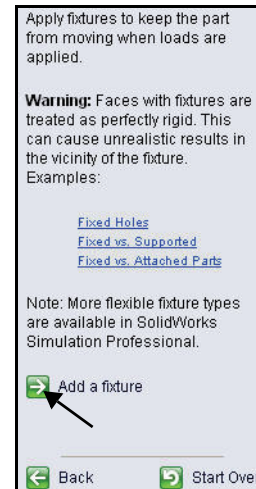 Apply fixtures to keep the part
from moving when loads are
applied.
Warning: Faces with fixtures are
treated as perfectly rigid. This
can cause unrealistic results in
the vicinity of the fixture.
Examples:
Fixed Holes
Fixed vs. Supported
Fixed vs. Attached Parts
Note: More flexible fixture types
are available in SolidWorks
Simulation Professional.
Add a fixture
Back Start Ove